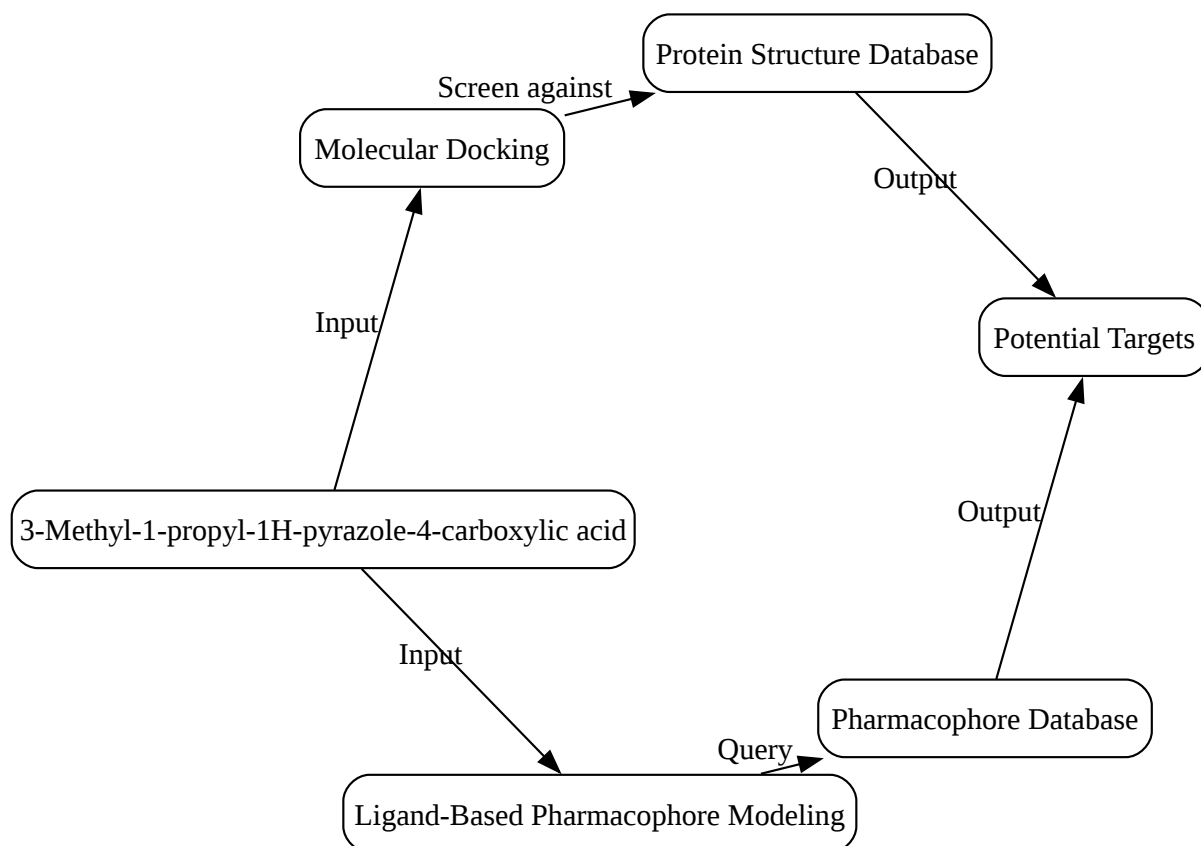 Protein Structure Database
Screen against
Molecular Docking
Output
Input
Potential Targets
3-Methyl-1-propyl-1H-pyrazole-4-carboxylic acid
Output
Input
Pharmacophore Database
Query
Ligand-Based Pharmacophore Modeling